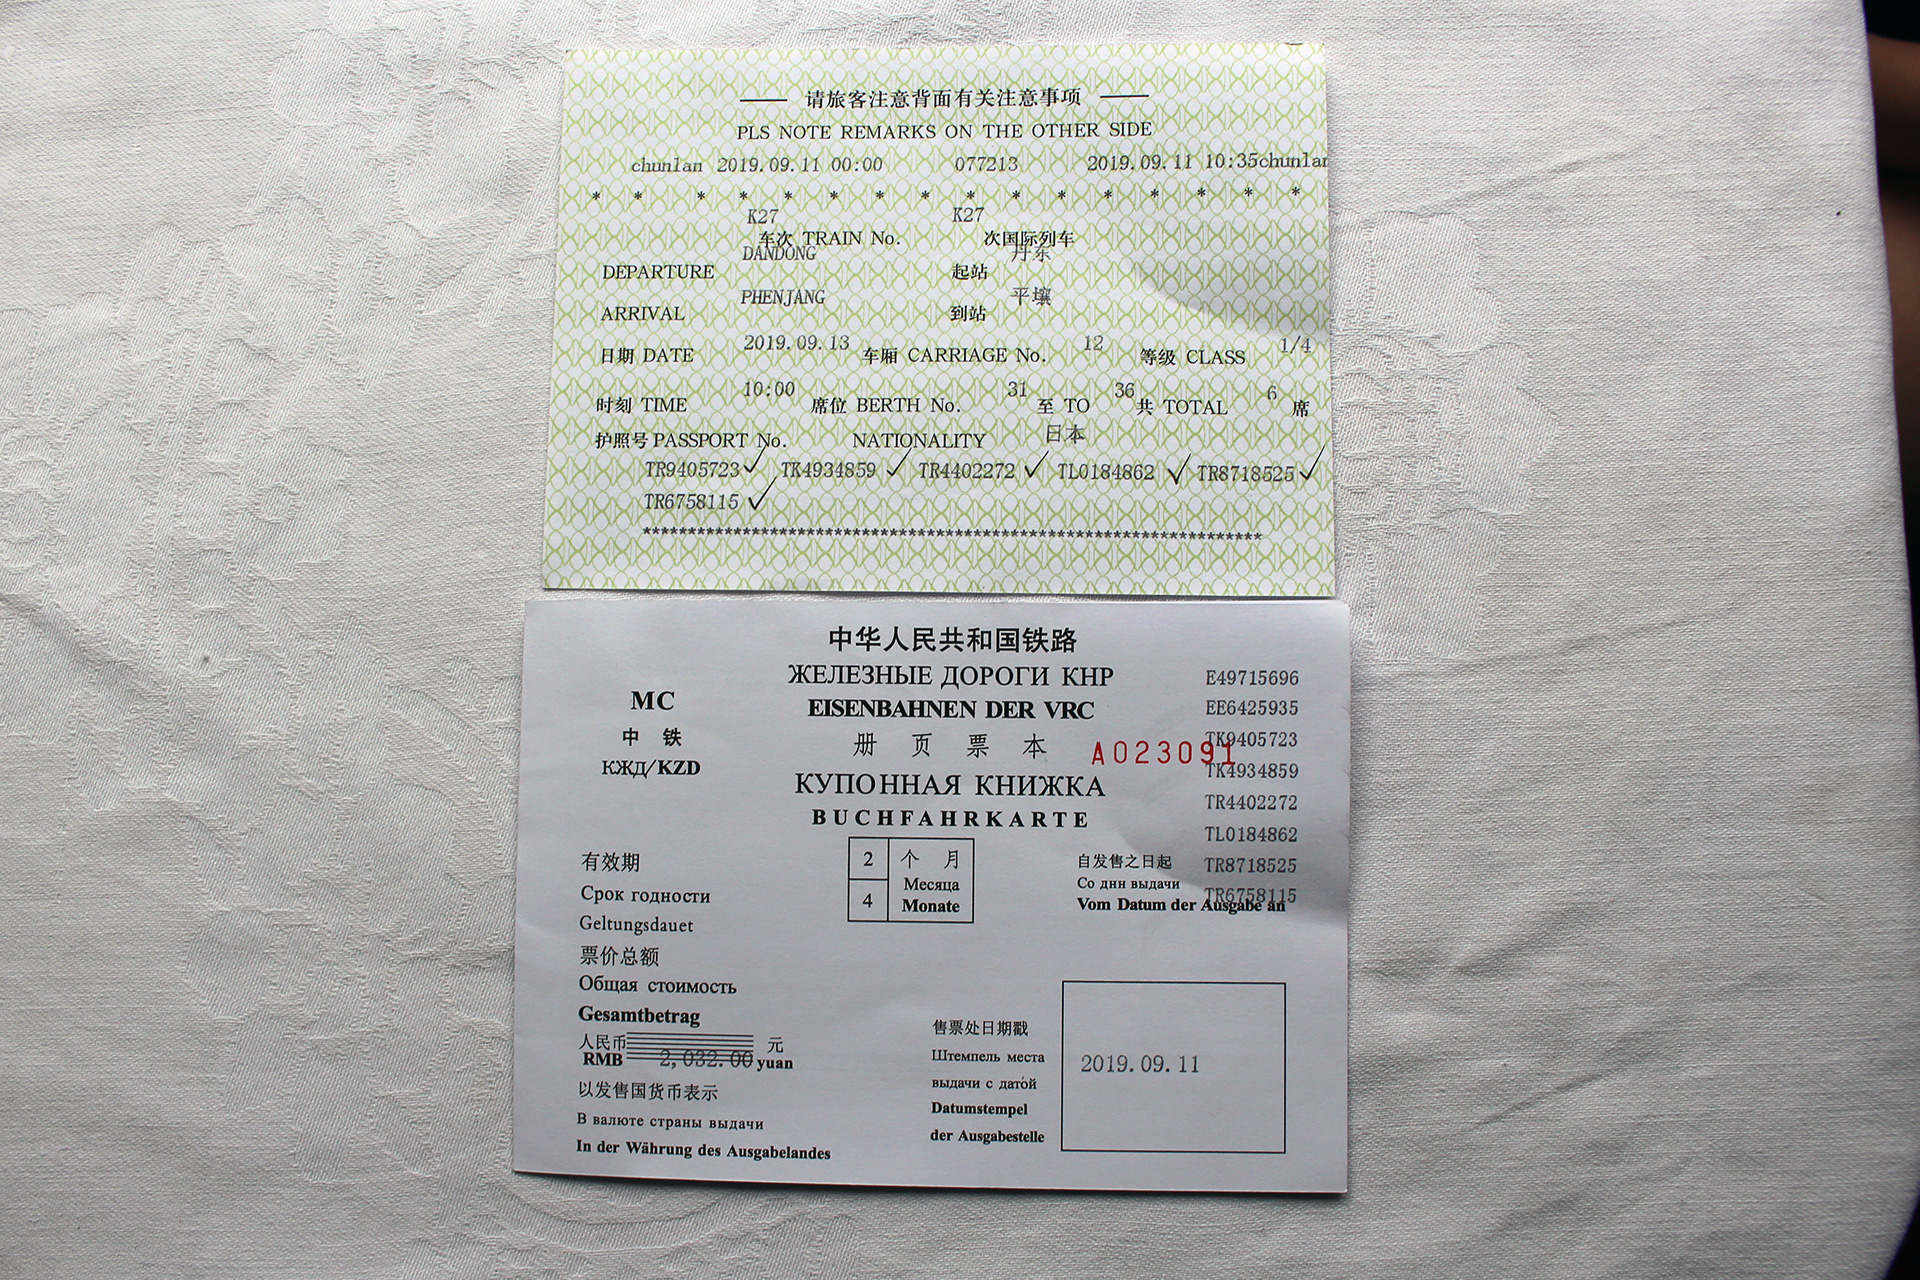 请旅客注意背面有关注意事项
PLS NOTE REMARKS ON THE OTHER SIDE
chunlan 2019.09.11 00:00 077213 2019.09.11 10:35chunlan
* * * * * * * * * * * * * * * *
K27 K27
车次 TRAIN No. 次国际列车
DANDONG 丹东
DEPARTURE 起站
PHENJANG 平壤
ARRIVAL 到站
2019.09.13 12 1/4
日期 DATE 车厢 CARRIAGE No. 等级 CLASS
10:00 31 36 6
时刻 TIME 席位 BERTH No. 至 TO 共 TOTAL 席
护照号 PASSPORT No. NATIONALITY 日本
TR9405723 TK4934859 TR4402272 TL0184862 TR8718525
TR6758115
中华人民共和国铁路
ЖЕЛЕЗНЫЕ ДОРОГИ КНР
EISENBAHNEN DER VRC
册页票本
A023091
КУПОННАЯ КНИЖКА
BUCHFAHRKARTE
MC
中铁
КЖД/KZD
E49715696
EE6425935
TK9405723
TK4934859
TR4402272
TL0184862
TR8718525
TR6758115
有效期
Срок годности
Geltungsdauet
2 个月
Месяца
4 Monate
自发售之日起
Со днн выдачи
Vom Datum der Ausgabe an
票价总额
Общая стоимость
Gesamtbetrag
人民币 元
RMB 2,032.00 yuan
以发售国货币表示
В валюте страны выдачи
In der Währung des Ausgabelandes
售票处日期戳
Штемпель места
выдачи с датой
Datumstempel
der Ausgabestelle
2019.09.11